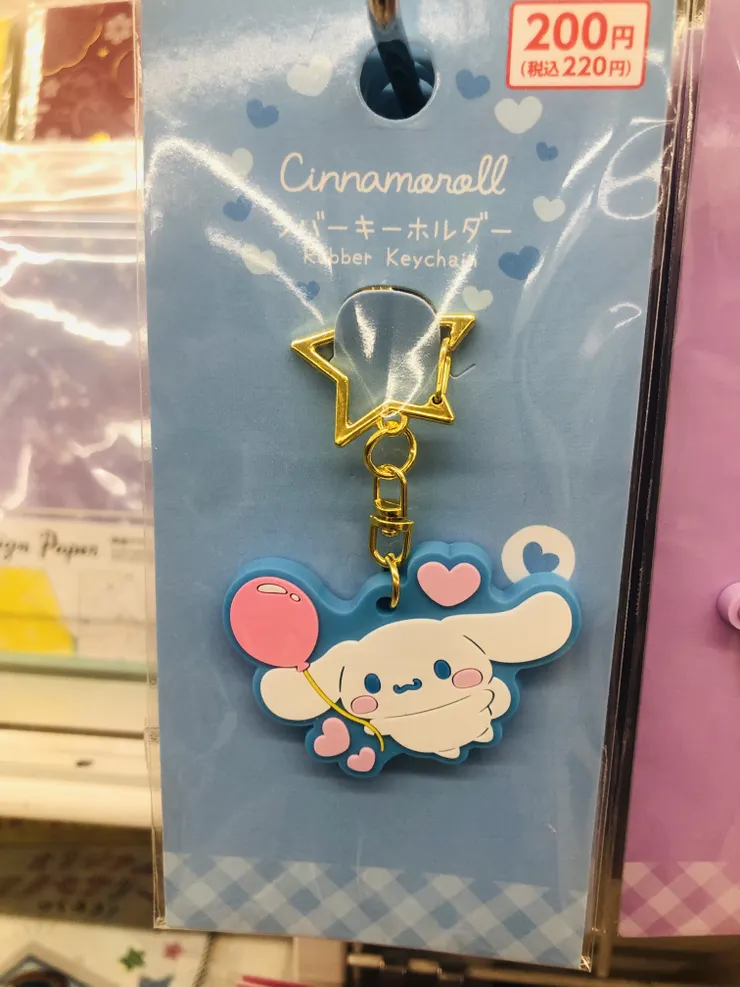 200円
(税込220円)
Cinnamoroll
ラバーキーホルダー
Rubber Keychain
Paper